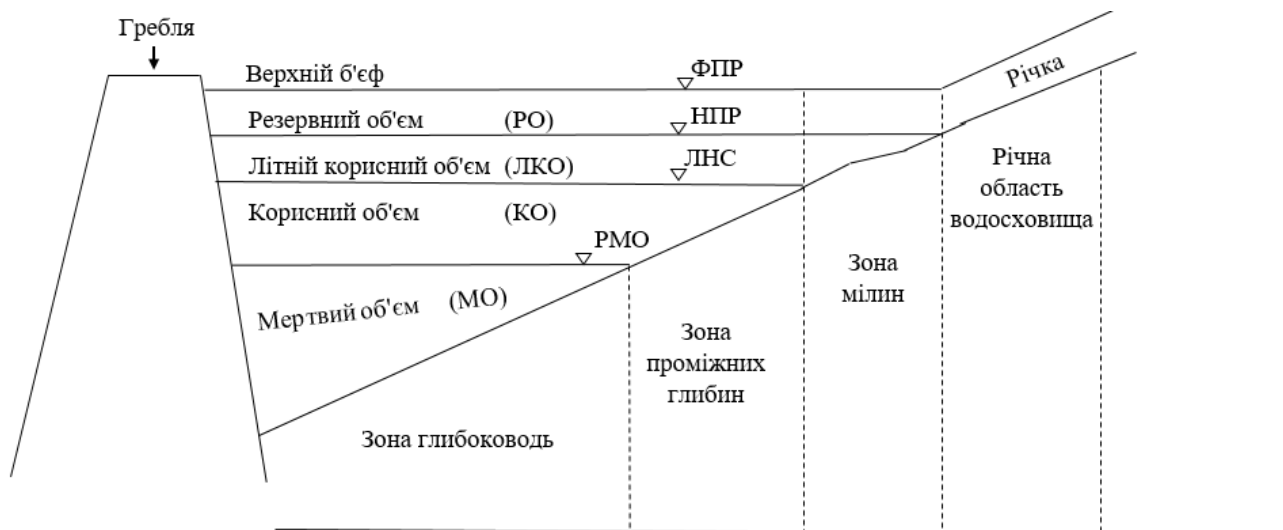 Гребля
Верхній б'єф
ФПР
Річка
Резервний об'єм (РО)
НПР
Літній корисний об'єм (ЛКО)
ЛНС
Річна
область
водосховища
Корисний об'єм (КО)
РМО
Зона
мілин
Мертвий об'єм (МО)
Зона
проміжних
глибин
Зона глибоководь